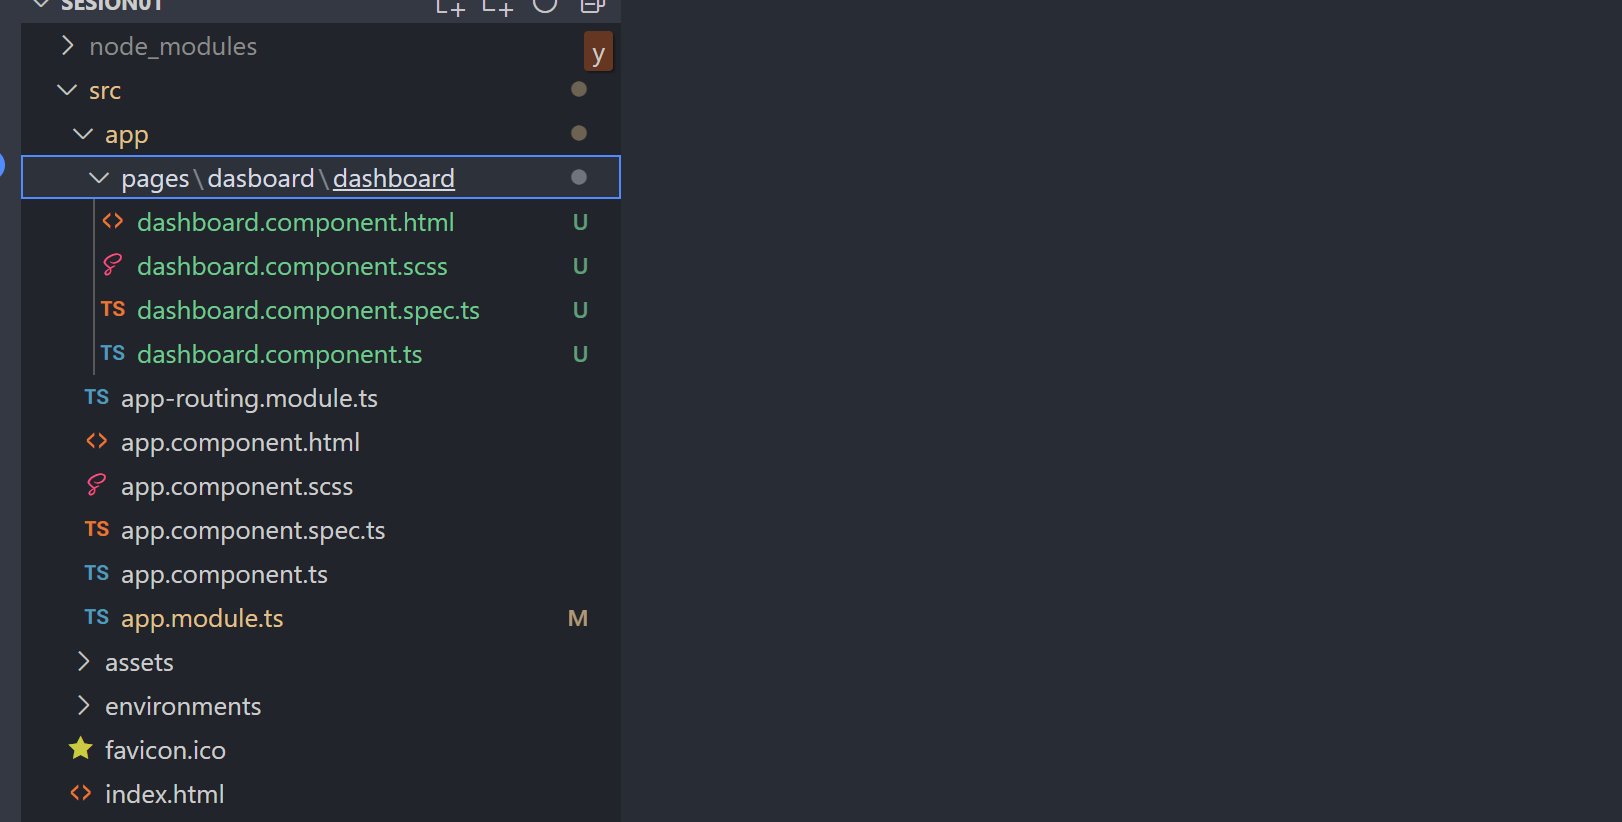 SESION01
node_modules
y
src
app
pages\dasboard\dashboard
dashboard.component.html U
dashboard.component.scss U
TS dashboard.component.spec.ts U
TS dashboard.component.ts U
TS app-routing.module.ts
app.component.html
app.component.scss
TS app.component.spec.ts
TS app.component.ts
TS app.module.ts M
assets
environments
favicon.ico
index.html